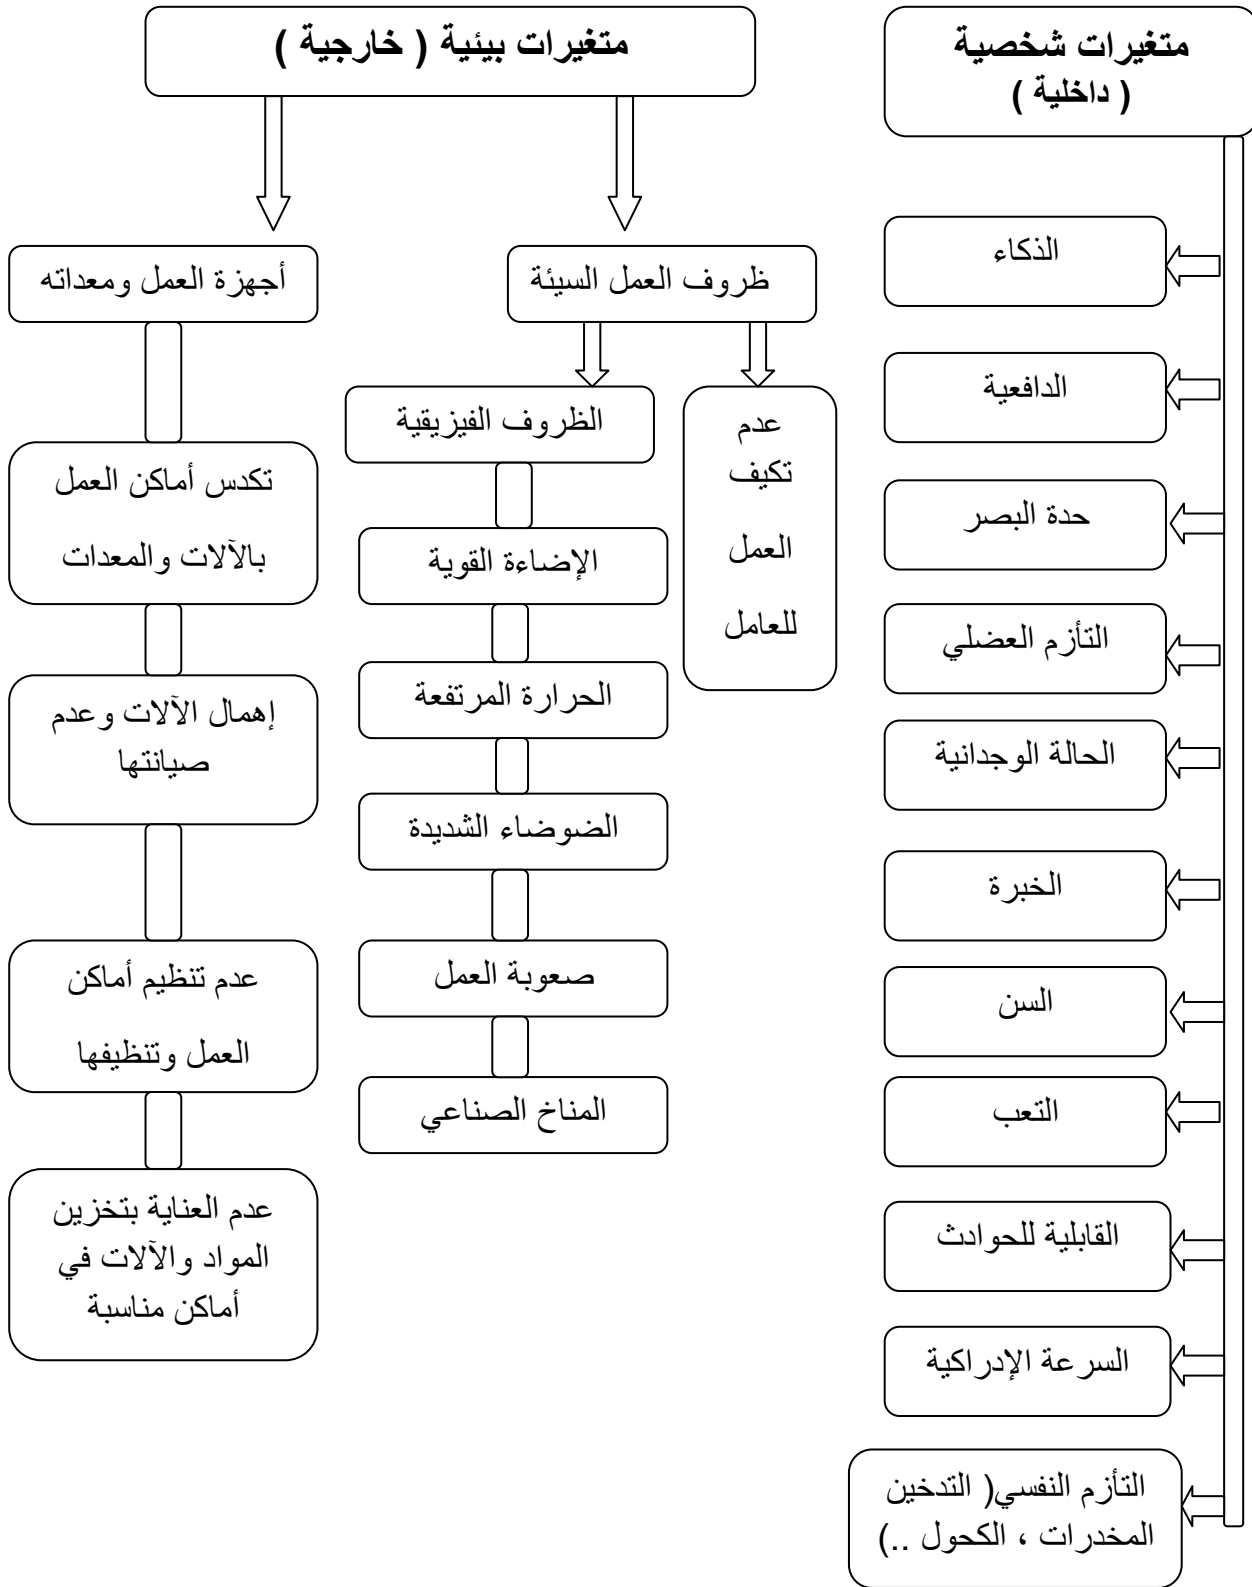 متغيرات شخصية
( داخلية )
الذكاء
الدافعية
حدة البصر
التأزم العضلي
الحالة الوجدانية
الخبرة
السن
التعب
القابلية للحوادث
السرعة الإدراكية
التأزم النفسي( التدخين
المخدرات ، الكحول ..)
متغيرات بيئية ( خارجية )
ظروف العمل السيئة
عدم
تكيف
العمل
للعامل
الظروف الفيزيقية
الإضاءة القوية
الحرارة المرتفعة
الضوضاء الشديدة
صعوبة العمل
المناخ الصناعي
أجهزة العمل ومعداته
تكدس أماكن العمل
بالآلات والمعدات
إهمال الآلات وعدم
صيانتها
عدم تنظيم أماكن
العمل وتنظيفها
عدم العناية بتخزين
المواد والآلات في
أماكن مناسبة